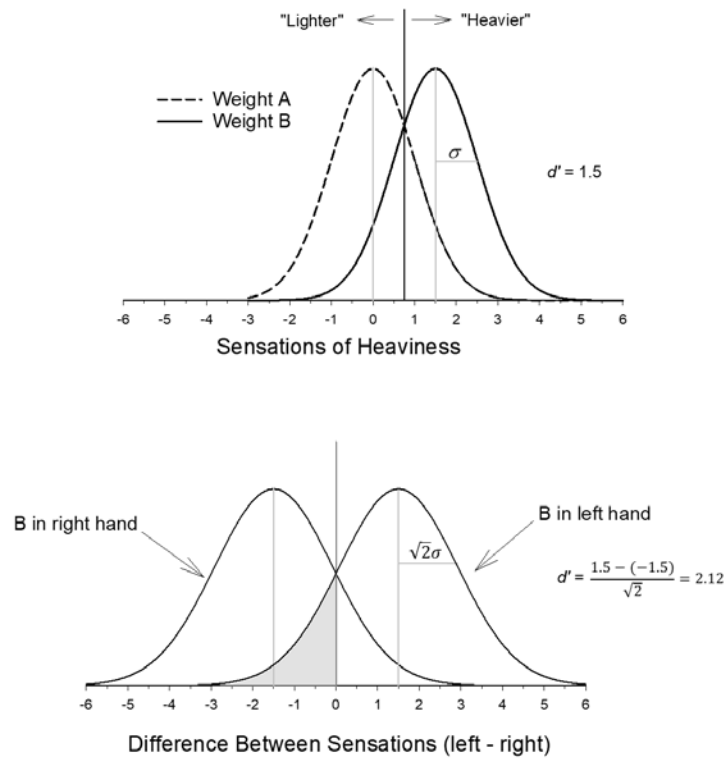 "Lighter" "Heavier"
Weight A
Weight B
σ
d' = 1.5
-6 -5 -4 -3 -2 -1 0 1 2 3 4 5 6
Sensations of Heaviness
B in right hand
B in left hand
√2σ
d' = (1.5 − (−1.5))/√2 = 2.12
-6 -5 -4 -3 -2 -1 0 1 2 3 4 5 6
Difference Between Sensations (left - right)